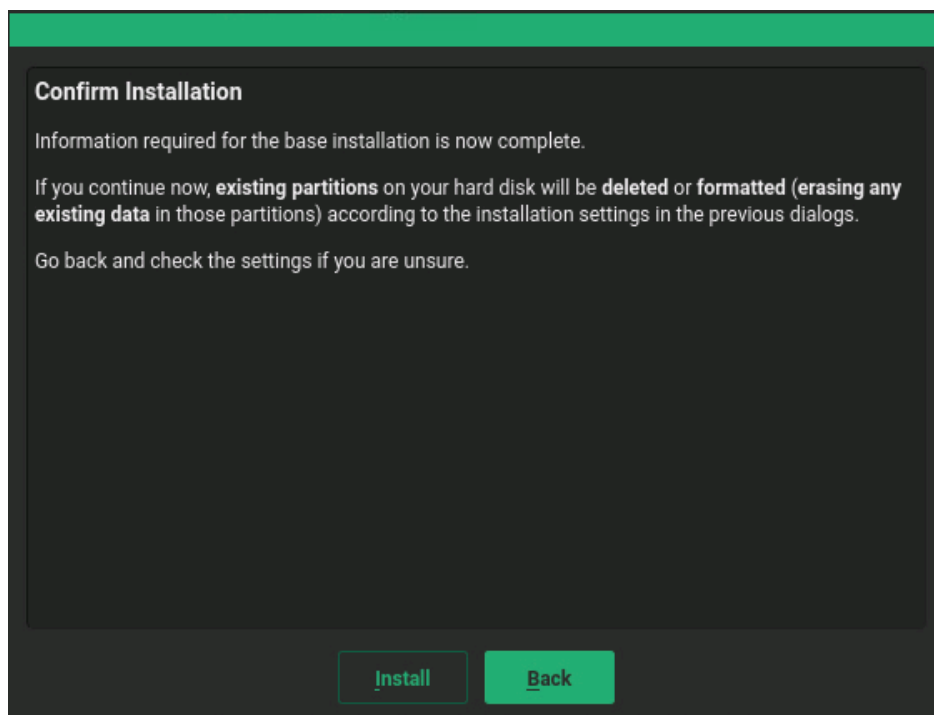 Confirm Installation
Information required for the base installation is now complete.
If you continue now, existing partitions on your hard disk will be deleted or formatted (erasing any
existing data in those partitions) according to the installation settings in the previous dialogs.
Go back and check the settings if you are unsure.
Install
Back